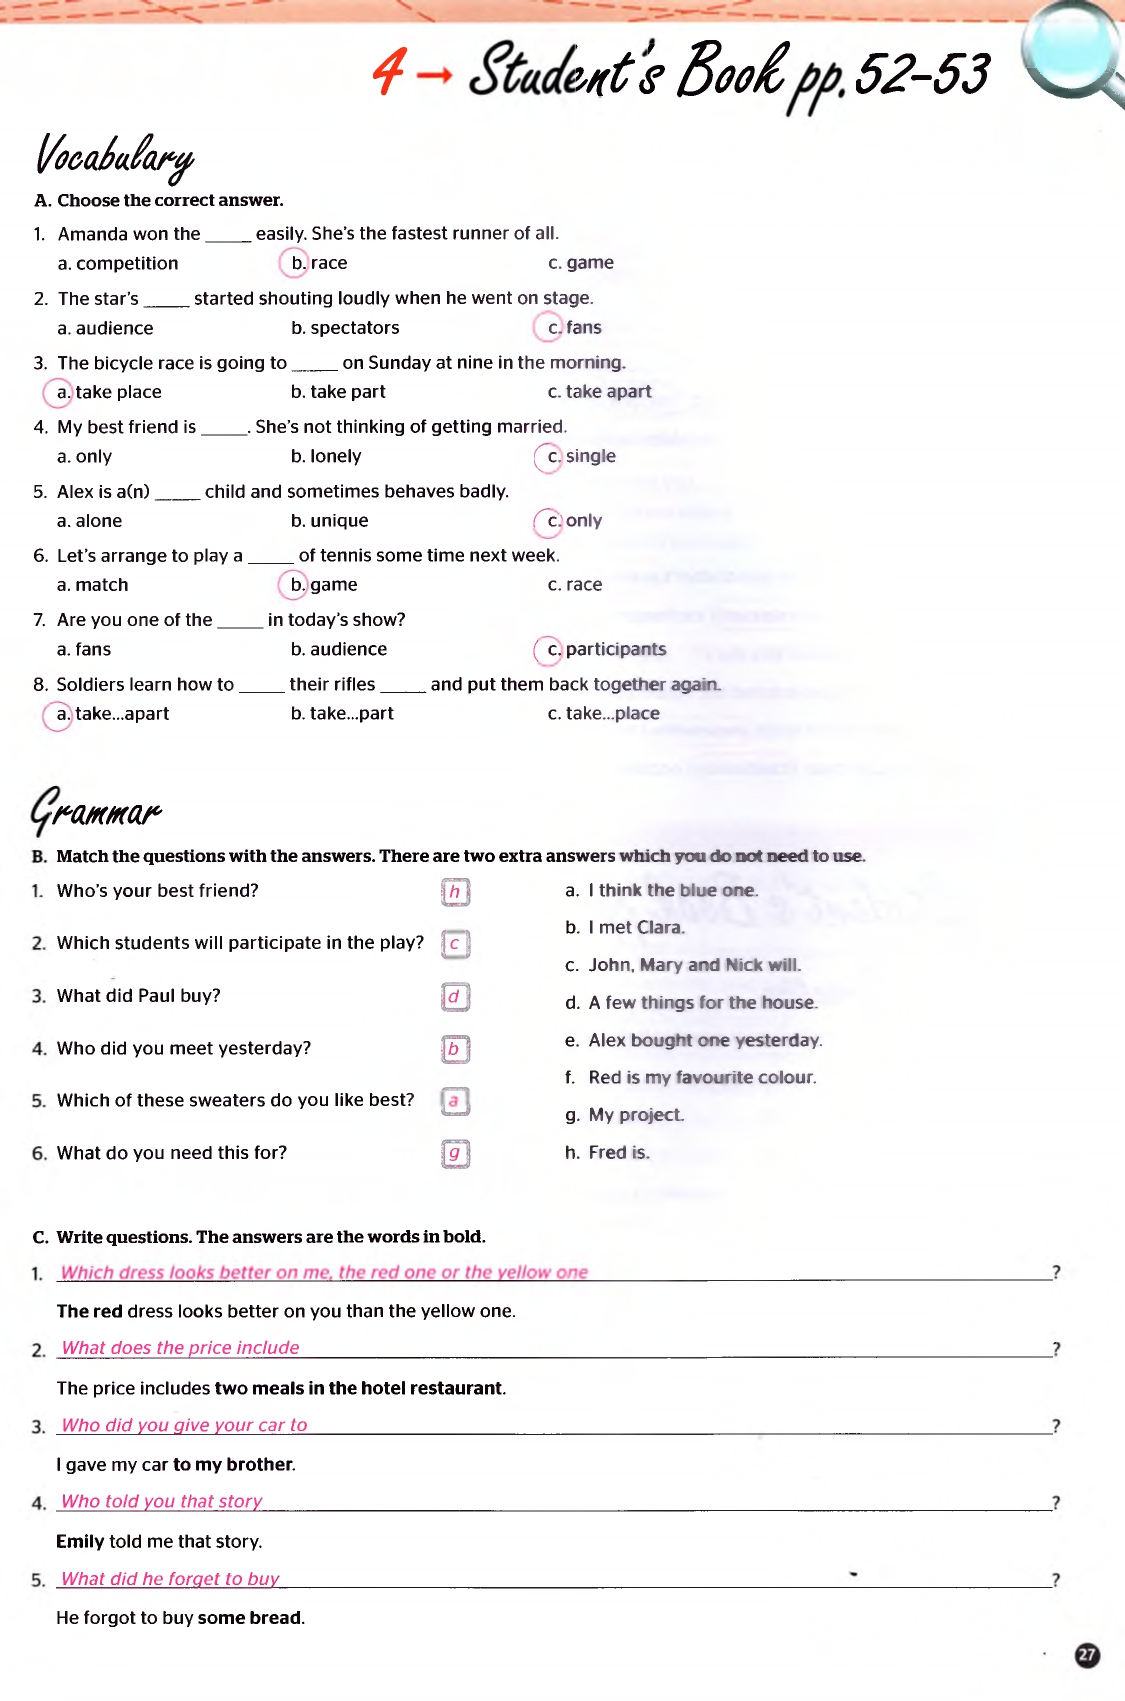 4 → Student's Book pp. 52-53
Vocabulary
A. Choose the correct answer.
1. Amanda won the _____ easily. She's the fastest runner of all.
a. competition b. race c. game
2. The star's _____ started shouting loudly when he went on stage.
a. audience b. spectators c. fans
3. The bicycle race is going to _____ on Sunday at nine in the morning.
a. take place b. take part c. take apart
4. My best friend is _____. She's not thinking of getting married.
a. only b. lonely c. single
5. Alex is a(n) _____ child and sometimes behaves badly.
a. alone b. unique c. only
6. Let's arrange to play a _____ of tennis some time next week.
a. match b. game c. race
7. Are you one of the _____ in today's show?
a. fans b. audience c. participants
8. Soldiers learn how to _____ their rifles _____ and put them back together again.
a. take...apart b. take...part c. take...place
Grammar
B. Match the questions with the answers. There are two extra answers which you do not need to use.
1. Who's your best friend? h
2. Which students will participate in the play? c
3. What did Paul buy? d
4. Who did you meet yesterday? b
5. Which of these sweaters do you like best? a
6. What do you need this for? g
a. I think the blue one.
b. I met Clara.
c. John, Mary and Nick will.
d. A few things for the house.
e. Alex bought one yesterday.
f. Red is my favourite colour.
g. My project.
h. Fred is.
C. Write questions. The answers are the words in bold.
1. Which dress looks better on me, the red one or the yellow one ?
The red dress looks better on you than the yellow one.
2. What does the price include ?
The price includes two meals in the hotel restaurant.
3. Who did you give your car to ?
I gave my car to my brother.
4. Who told you that story ?
Emily told me that story.
5. What did he forget to buy ?
He forgot to buy some bread.
27